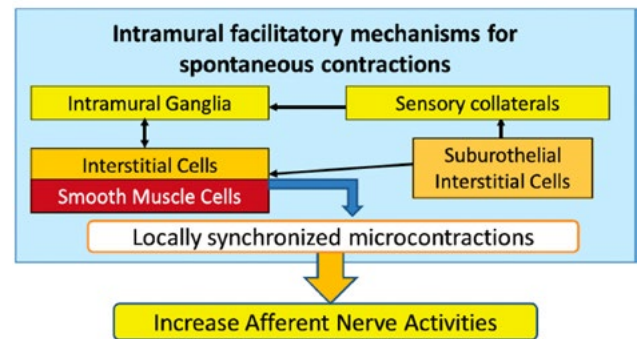 Intramural facilitatory mechanisms for
spontaneous contractions
Intramural Ganglia
Sensory collaterals
Interstitial Cells
Suburothelial
Interstitial Cells
Smooth Muscle Cells
Locally synchronized microcontractions
Increase Afferent Nerve Activities